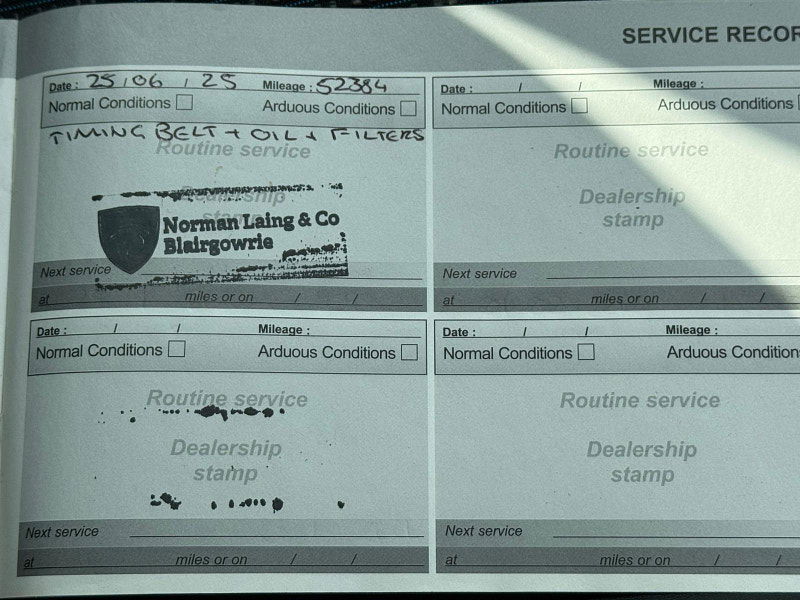 SERVICE RECOR
Date : 25 / 06 / 25 Mileage : 52384
Normal Conditions Arduous Conditions
TIMING BELT + OIL + FILTERS
Routine service
Dealership
stamp
Norman Laing & Co
Blairgowrie
Next service
at miles or on / /
Date : / / Mileage :
Normal Conditions Arduous Conditions
Routine service
Dealership
stamp
Next service
at miles or on / /
Date : / / Mileage :
Normal Conditions Arduous Conditions
Routine service
Dealership
stamp
Next service
at miles or on / /
Date : / / Mileage :
Normal Conditions Arduous Conditions
Routine service
Dealership
stamp
Next service
at miles or on / /